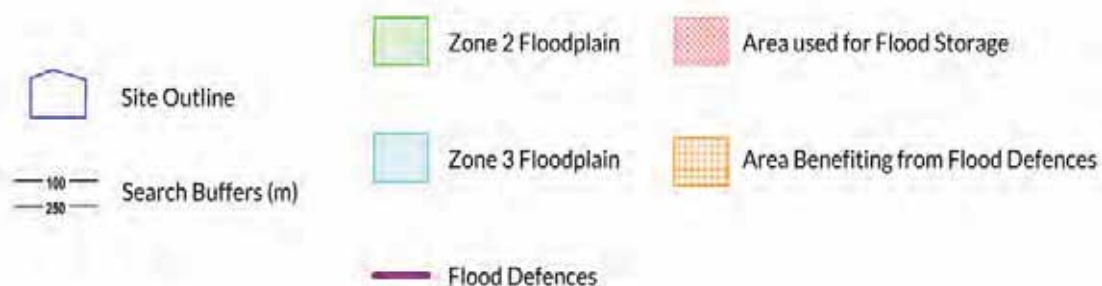 Site Outline
100
250
Search Buffers (m)
Zone 2 Floodplain
Zone 3 Floodplain
Flood Defences
Area used for Flood Storage
Area Benefiting from Flood Defences